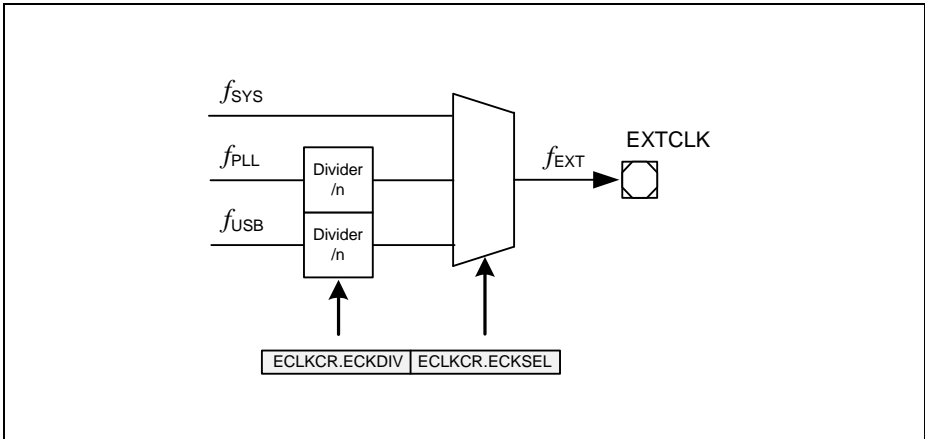 fSYS
fPLL
Divider
/n
fUSB
Divider
/n
fEXT
EXTCLK
ECLKCR.ECKDIV
ECLKCR.ECKSEL